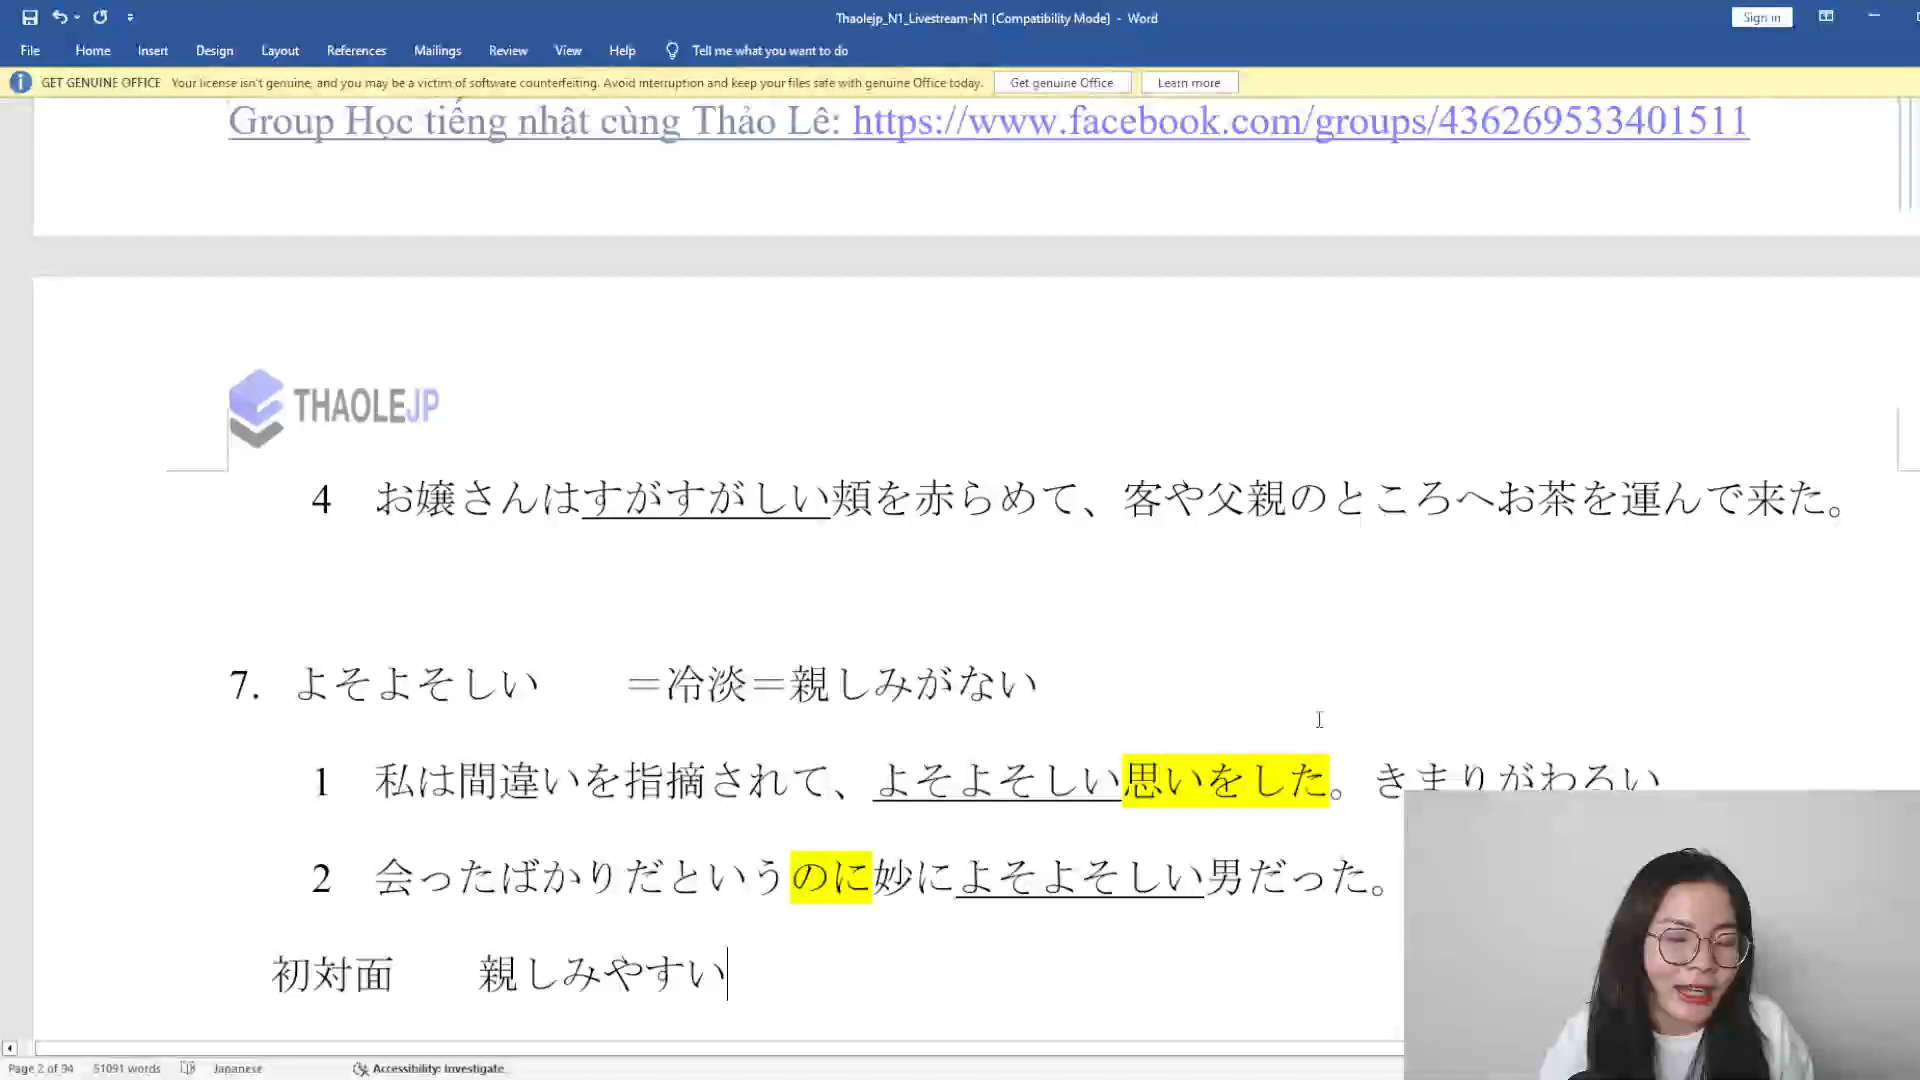 Thaolejp_N1_Livestream-N1 [Compatibility Mode] - Word
Sign in
File Home Insert Design Layout References Mailings Review View Help Tell me what you want to do
GET GENUINE OFFICE Your license isn't genuine, and you may be a victim of software counterfeiting. Avoid interruption and keep your files safe with genuine Office today. Get genuine Office Learn more
Group Học tiếng nhật cùng Thảo Lê: https://www.facebook.com/groups/436269533401511
THAOLEJP
4 お嬢さんはすがすがしい頬を赤らめて、客や父親のところへお茶を運んで来た。
7. よそよそしい ＝冷淡＝親しみがない
1 私は間違いを指摘されて、よそよそしい思いをした。きまりがわるい
2 会ったばかりだというのに妙によそよそしい男だった。
初対面 親しみやすい
Page 2 of 94 51091 words Japanese Accessibility: Investigate